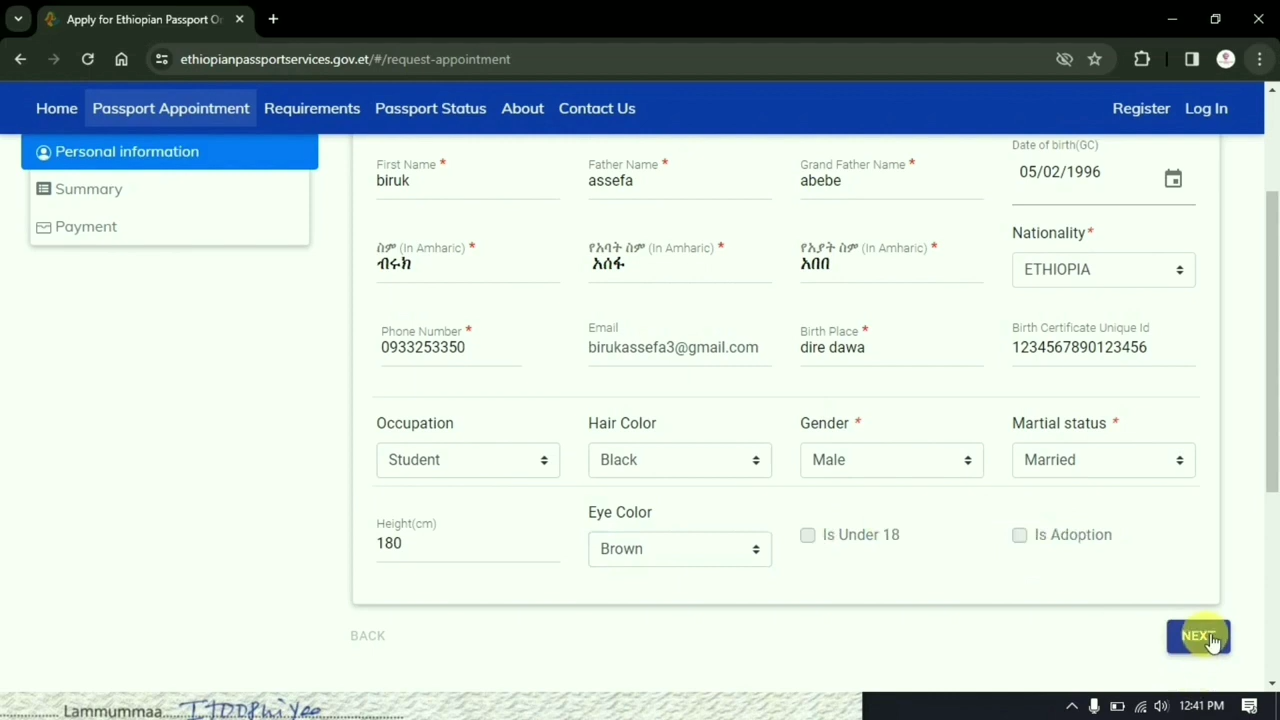 Apply for Ethiopian Passport On
ethiopianpassportservices.gov.et/#/request-appointment
Home Passport Appointment Requirements Passport Status About Contact Us Register Log In
Personal information
Summary
Payment
First Name * Father Name * Grand Father Name * Date of birth(GC)
biruk assefa abebe 05/02/1996
Nationality*
ስም (In Amharic) * የአባት ስም (In Amharic) * የአያት ስም (In Amharic) *
ብሩክ አሰፋ አበበ ETHIOPIA
Phone Number * Email Birth Place * Birth Certificate Unique Id
0933253350 birukassefa3@gmail.com dire dawa 1234567890123456
Occupation Hair Color Gender * Martial status *
Student Black Male Married
Height(cm) Eye Color
180 Brown Is Under 18 Is Adoption
BACK NEXT
Lammummaa
12:41 PM